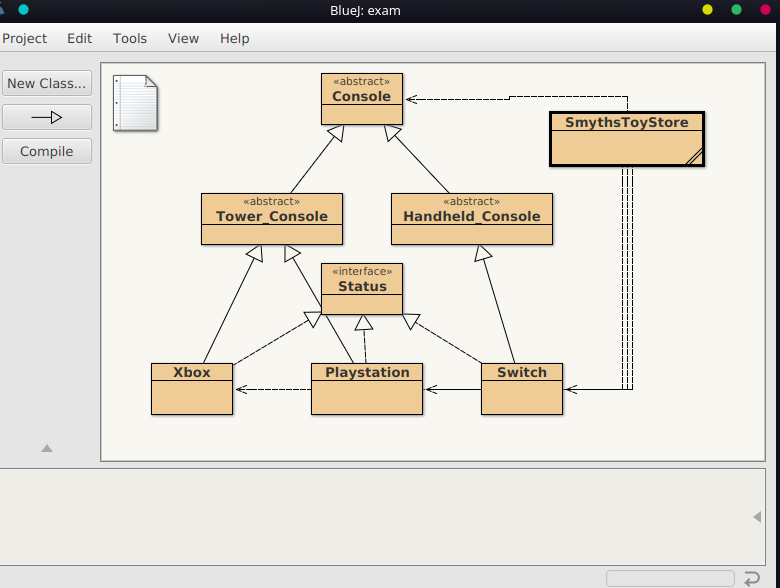 BlueJ: exam
Project Edit Tools View Help
New Class...
Compile
«abstract»
Console
SmythsToyStore
«abstract»
Tower_Console
«abstract»
Handheld_Console
«interface»
Status
Xbox
Playstation
Switch